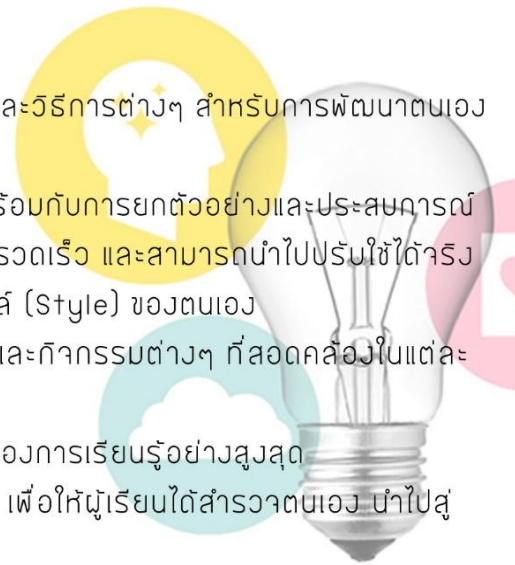 ละวิธีการต่างๆ สำหรับการพัฒนาตนเอง
ร้อมกับการยกตัวอย่างและประสบการณ์
รวดเร็ว และสามารถนำไปปรับใช้ได้จริง
ล์ (Style) ของตนเอง
และกิจกรรมต่างๆ ที่สอดคล้องในแต่ละ
องการเรียนรู้อย่างสูงสุด
เพื่อให้ผู้เรียนได้สำรวจตนเอง นำไปสู่